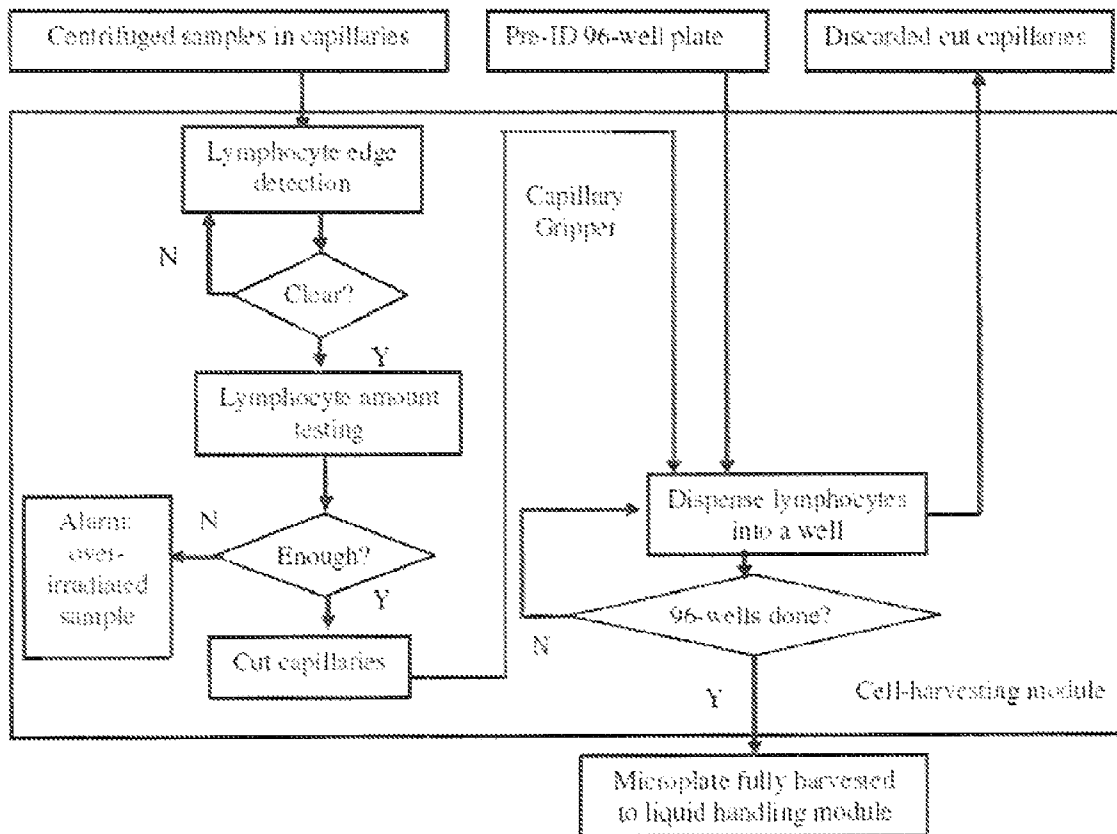 Centrifuged samples in capillaries
Pre-ID 96-well plate
Discarded cut capillaries
Lymphocyte edge
detection
Capillary
Gripper
N
Clear?
Y
Lymphocyte amount
testing
Alarm:
over-
irradiated
sample
N
Enough?
Y
Cut capillaries
Dispense lymphocytes
into a well
96-wells done?
N
Y
Cell-harvesting module
Microplate fully harvested
to liquid handling module